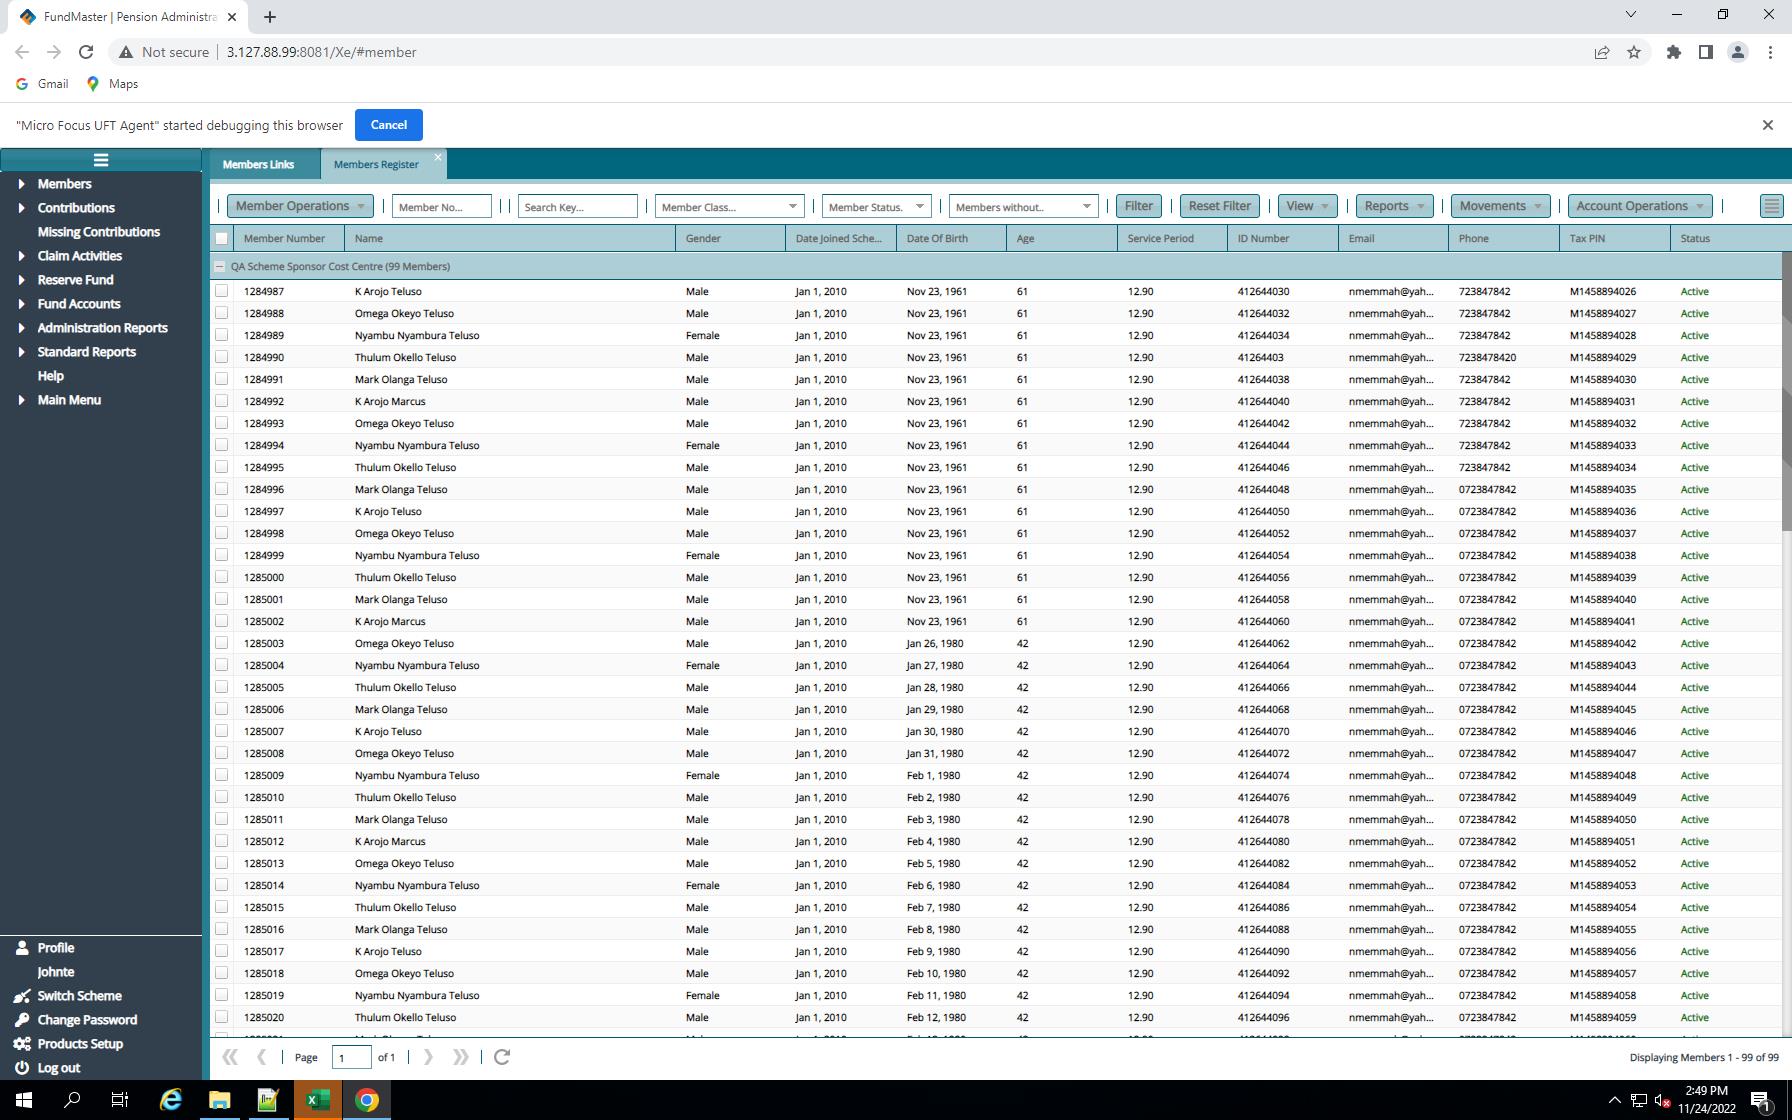 FundMaster | Pension Administra
Not secure
3.127.88.99:8081/Xe/#member
Gmail
Maps
"Micro Focus UFT Agent" started debugging this browser
Cancel
Members Links
Members Register
Members
Contributions
Missing Contributions
Claim Activities
Reserve Fund
Fund Accounts
Administration Reports
Standard Reports
Help
Main Menu
Profile
Johnte
Switch Scheme
Change Password
Products Setup
Log out
Member Operations Member No... Search Key... Member Class... Member Status. Members without.. Filter Reset Filter View Reports Movements Account Operations
Member Number Name Gender Date Joined Sche... Date Of Birth Age Service Period ID Number Email Phone Tax PIN Status
QA Scheme Sponsor Cost Centre (99 Members)
1284987 K Arojo Teluso Male Jan 1, 2010 Nov 23, 1961 61 12.90 412644030 nmemmah@yah... 723847842 M1458894026 Active
1284988 Omega Okeyo Teluso Male Jan 1, 2010 Nov 23, 1961 61 12.90 412644032 nmemmah@yah... 723847842 M1458894027 Active
1284989 Nyambu Nyambura Teluso Female Jan 1, 2010 Nov 23, 1961 61 12.90 412644034 nmemmah@yah... 723847842 M1458894028 Active
1284990 Thulum Okello Teluso Male Jan 1, 2010 Nov 23, 1961 61 12.90 41264403 nmemmah@yah... 7238478420 M1458894029 Active
1284991 Mark Olanga Teluso Male Jan 1, 2010 Nov 23, 1961 61 12.90 412644038 nmemmah@yah... 723847842 M1458894030 Active
1284992 K Arojo Marcus Male Jan 1, 2010 Nov 23, 1961 61 12.90 412644040 nmemmah@yah... 723847842 M1458894031 Active
1284993 Omega Okeyo Teluso Male Jan 1, 2010 Nov 23, 1961 61 12.90 412644042 nmemmah@yah... 723847842 M1458894032 Active
1284994 Nyambu Nyambura Teluso Female Jan 1, 2010 Nov 23, 1961 61 12.90 412644044 nmemmah@yah... 723847842 M1458894033 Active
1284995 Thulum Okello Teluso Male Jan 1, 2010 Nov 23, 1961 61 12.90 412644046 nmemmah@yah... 723847842 M1458894034 Active
1284996 Mark Olanga Teluso Male Jan 1, 2010 Nov 23, 1961 61 12.90 412644048 nmemmah@yah... 0723847842 M1458894035 Active
1284997 K Arojo Teluso Male Jan 1, 2010 Nov 23, 1961 61 12.90 412644050 nmemmah@yah... 0723847842 M1458894036 Active
1284998 Omega Okeyo Teluso Male Jan 1, 2010 Nov 23, 1961 61 12.90 412644052 nmemmah@yah... 0723847842 M1458894037 Active
1284999 Nyambu Nyambura Teluso Female Jan 1, 2010 Nov 23, 1961 61 12.90 412644054 nmemmah@yah... 0723847842 M1458894038 Active
1285000 Thulum Okello Teluso Male Jan 1, 2010 Nov 23, 1961 61 12.90 412644056 nmemmah@yah... 0723847842 M1458894039 Active
1285001 Mark Olanga Teluso Male Jan 1, 2010 Nov 23, 1961 61 12.90 412644058 nmemmah@yah... 0723847842 M1458894040 Active
1285002 K Arojo Marcus Male Jan 1, 2010 Nov 23, 1961 61 12.90 412644060 nmemmah@yah... 0723847842 M1458894041 Active
1285003 Omega Okeyo Teluso Male Jan 1, 2010 Jan 26, 1980 42 12.90 412644062 nmemmah@yah... 0723847842 M1458894042 Active
1285004 Nyambu Nyambura Teluso Female Jan 1, 2010 Jan 27, 1980 42 12.90 412644064 nmemmah@yah... 0723847842 M1458894043 Active
1285005 Thulum Okello Teluso Male Jan 1, 2010 Jan 28, 1980 42 12.90 412644066 nmemmah@yah... 0723847842 M1458894044 Active
1285006 Mark Olanga Teluso Male Jan 1, 2010 Jan 29, 1980 42 12.90 412644068 nmemmah@yah... 0723847842 M1458894045 Active
1285007 K Arojo Teluso Male Jan 1, 2010 Jan 30, 1980 42 12.90 412644070 nmemmah@yah... 0723847842 M1458894046 Active
1285008 Omega Okeyo Teluso Male Jan 1, 2010 Jan 31, 1980 42 12.90 412644072 nmemmah@yah... 0723847842 M1458894047 Active
1285009 Nyambu Nyambura Teluso Female Jan 1, 2010 Feb 1, 1980 42 12.90 412644074 nmemmah@yah... 0723847842 M1458894048 Active
1285010 Thulum Okello Teluso Male Jan 1, 2010 Feb 2, 1980 42 12.90 412644076 nmemmah@yah... 0723847842 M1458894049 Active
1285011 Mark Olanga Teluso Male Jan 1, 2010 Feb 3, 1980 42 12.90 412644078 nmemmah@yah... 0723847842 M1458894050 Active
1285012 K Arojo Marcus Male Jan 1, 2010 Feb 4, 1980 42 12.90 412644080 nmemmah@yah... 0723847842 M1458894051 Active
1285013 Omega Okeyo Teluso Male Jan 1, 2010 Feb 5, 1980 42 12.90 412644082 nmemmah@yah... 0723847842 M1458894052 Active
1285014 Nyambu Nyambura Teluso Female Jan 1, 2010 Feb 6, 1980 42 12.90 412644084 nmemmah@yah... 0723847842 M1458894053 Active
1285015 Thulum Okello Teluso Male Jan 1, 2010 Feb 7, 1980 42 12.90 412644086 nmemmah@yah... 0723847842 M1458894054 Active
1285016 Mark Olanga Teluso Male Jan 1, 2010 Feb 8, 1980 42 12.90 412644088 nmemmah@yah... 0723847842 M1458894055 Active
1285017 K Arojo Teluso Male Jan 1, 2010 Feb 9, 1980 42 12.90 412644090 nmemmah@yah... 0723847842 M1458894056 Active
1285018 Omega Okeyo Teluso Male Jan 1, 2010 Feb 10, 1980 42 12.90 412644092 nmemmah@yah... 0723847842 M1458894057 Active
1285019 Nyambu Nyambura Teluso Female Jan 1, 2010 Feb 11, 1980 42 12.90 412644094 nmemmah@yah... 0723847842 M1458894058 Active
1285020 Thulum Okello Teluso Male Jan 1, 2010 Feb 12, 1980 42 12.90 412644096 nmemmah@yah... 0723847842 M1458894059 Active
Page 1 of 1
Displaying Members 1 - 99 of 99
2:49 PM
11/24/2022
1